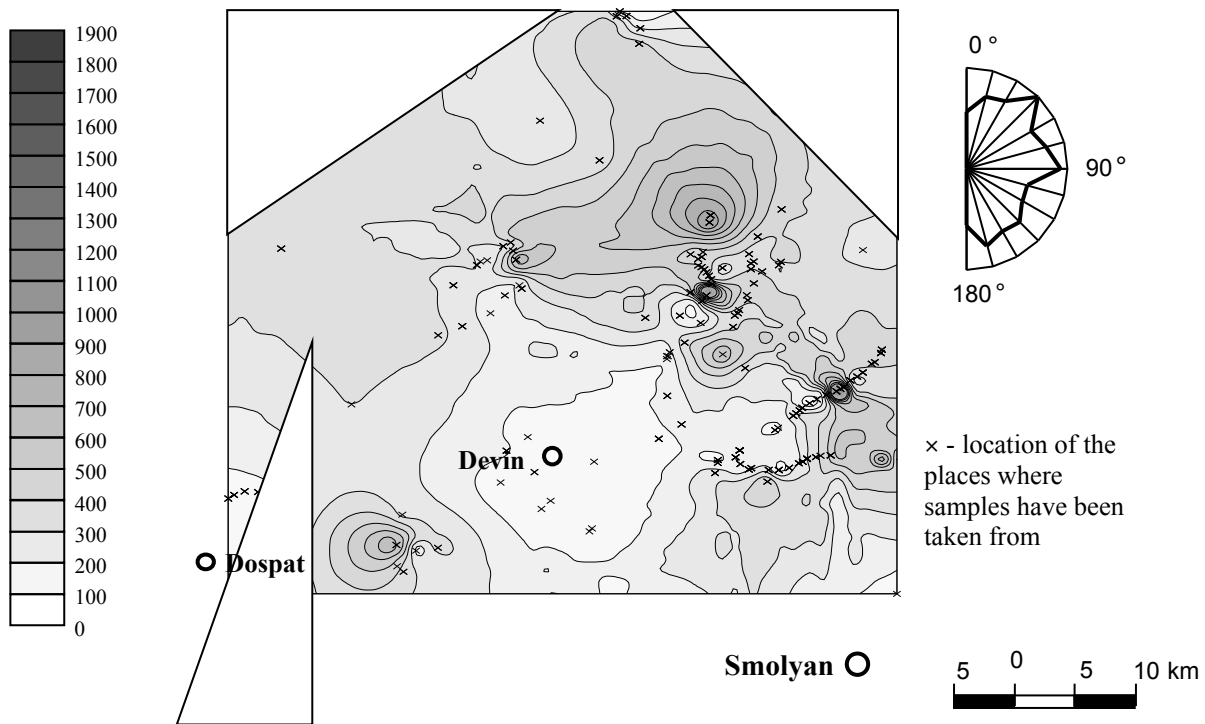 1900
1800
1700
1600
1500
1400
1300
1200
1100
1000
900
800
700
600
500
400
300
200
100
0
0 °
90 °
180 °
Devin
Dospat
Smolyan
× - location of the
places where
samples have been
taken from
5 0 5 10 km